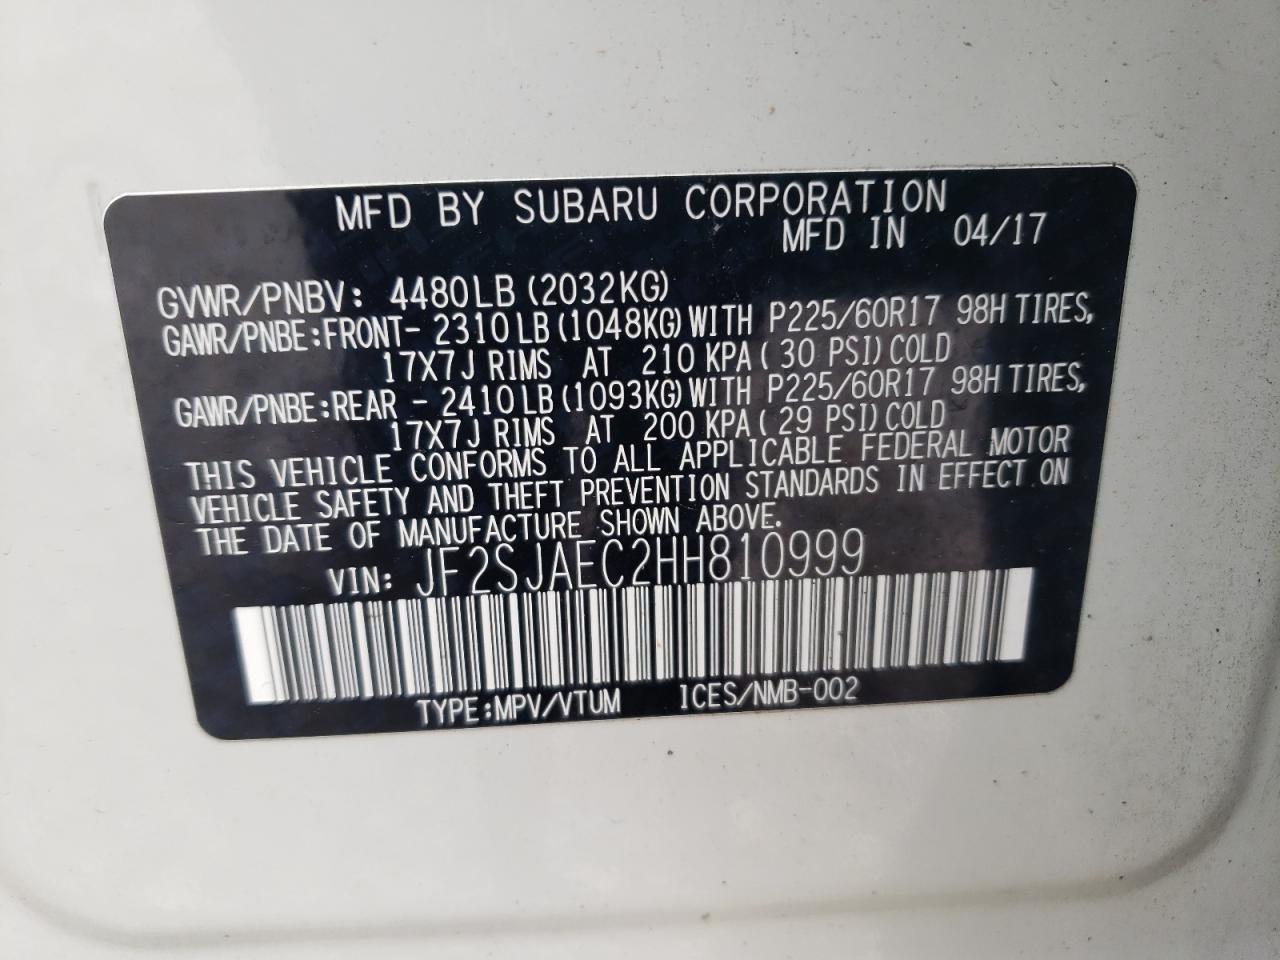 MFD BY SUBARU CORPORATION
MFD IN 04/17
GVWR/PNBV: 4480LB (2032KG)
GAWR/PNBE:FRONT- 2310LB (1048KG) WITH P225/60R17 98H TIRES,
17X7J RIMS AT 210 KPA ( 30 PSI) COLD
GAWR/PNBE:REAR - 2410LB (1093KG) WITH P225/60R17 98H TIRES,
17X7J RIMS AT 200 KPA ( 29 PSI) COLD
THIS VEHICLE CONFORMS TO ALL APPLICABLE FEDERAL MOTOR
VEHICLE SAFETY AND THEFT PREVENTION STANDARDS IN EFFECT ON
THE DATE OF MANUFACTURE SHOWN ABOVE.
VIN: JF2SJAEC2HH810999
TYPE:MPV/VTUM ICES/NMB-002